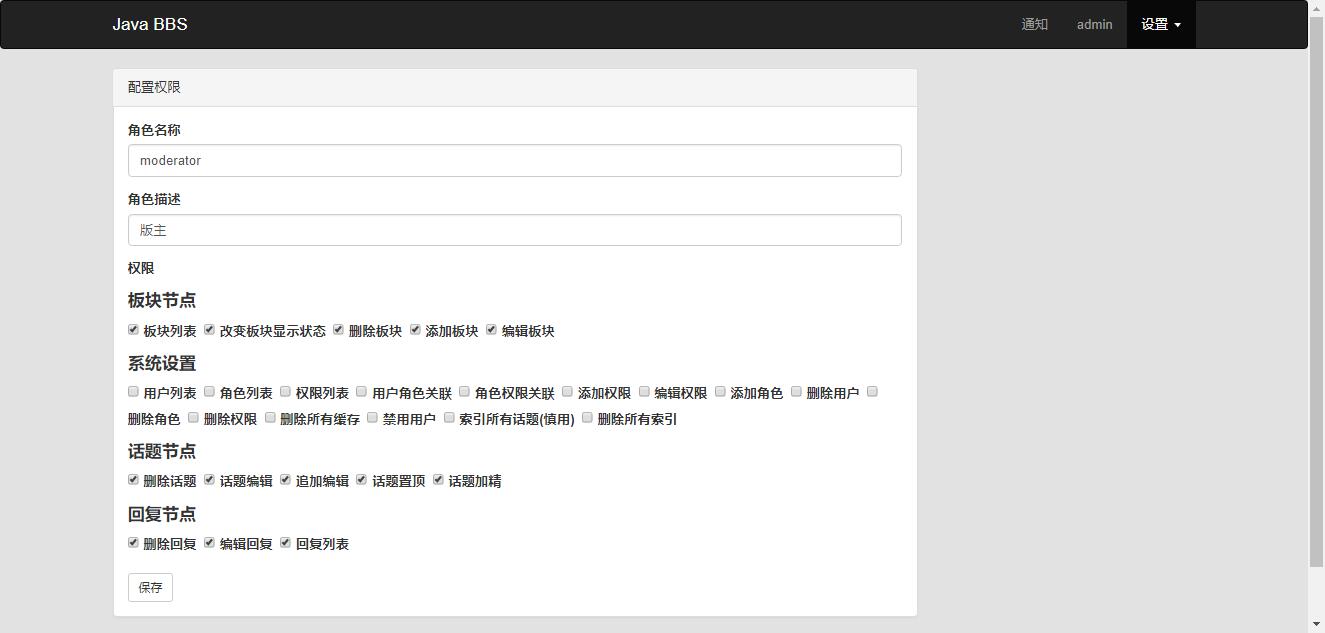 Java BBS 通知 admin 设置
配置权限
角色名称
moderator
角色描述
版主
权限
板块节点
板块列表 改变板块显示状态 删除板块 添加板块 编辑板块
系统设置
用户列表 角色列表 权限列表 用户角色关联 角色权限关联 添加权限 编辑权限 添加角色 删除用户
删除角色 删除权限 删除所有缓存 禁用用户 索引所有话题(慎用) 删除所有索引
话题节点
删除话题 话题编辑 追加编辑 话题置顶 话题加精
回复节点
删除回复 编辑回复 回复列表
保存